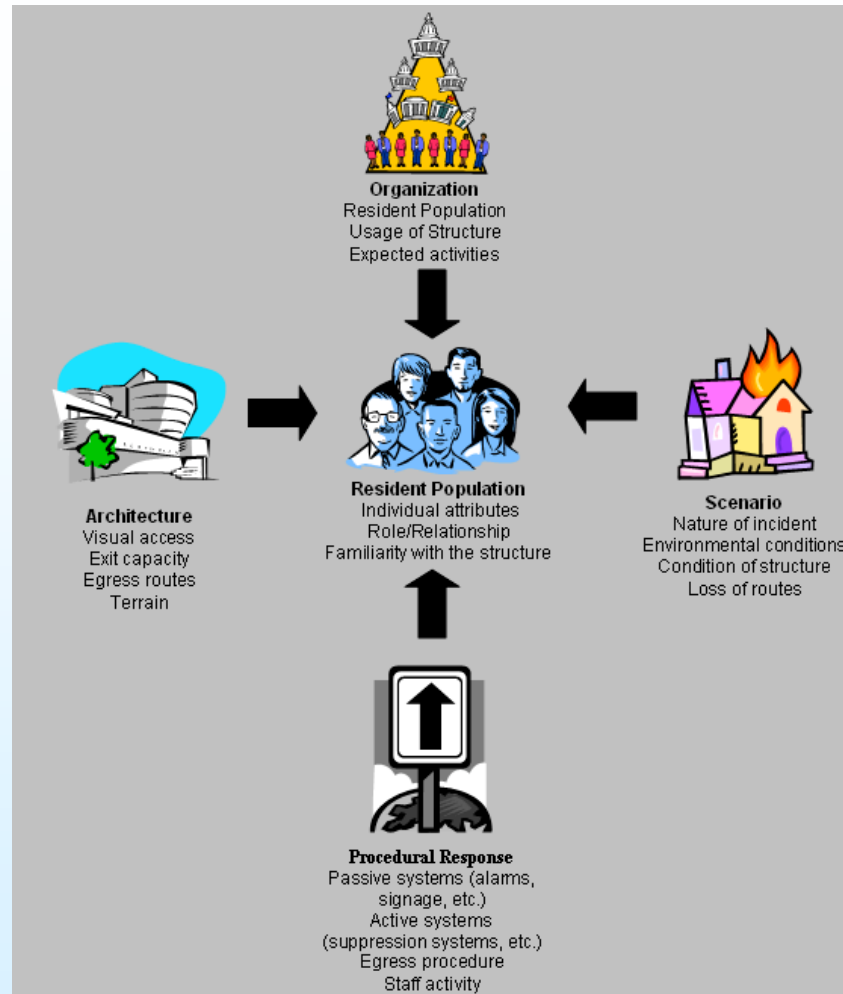 Organization
Resident Population
Usage of Structure
Expected activities
Architecture
Visual access
Exit capacity
Egress routes
Terrain
Resident Population
Individual attributes
Role/Relationship
Familiarity with the structure
Scenario
Nature of incident
Environmental conditions
Condition of structure
Loss of routes
Procedural Response
Passive systems (alarms,
signage, etc.)
Active systems
(suppression systems, etc.)
Egress procedure
Staff activity